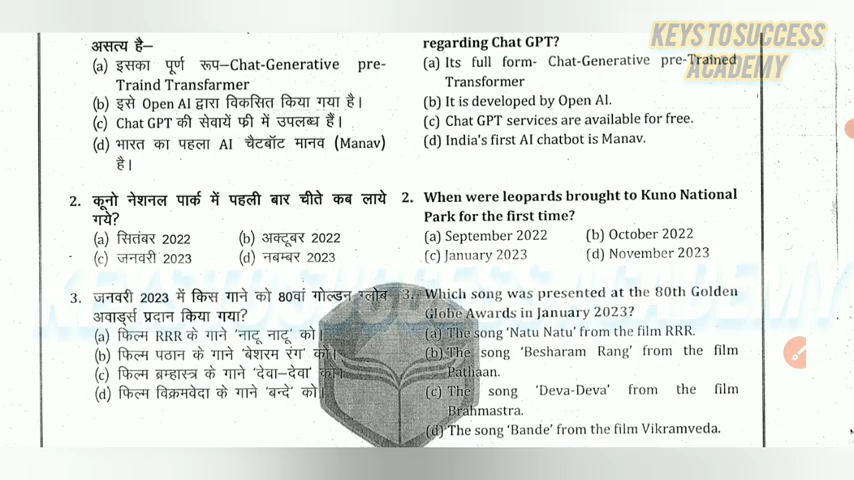 KEYS TO SUCCESS
ACADEMY
असत्य है–
(a) इसका पूर्ण रूप–Chat-Generative pre-
Traind Transfarmer
(b) इसे Open AI द्वारा विकसित किया गया है।
(c) Chat GPT की सेवायें फ्री में उपलब्ध हैं।
(d) भारत का पहला AI चैटबॉट मानव (Manav)
है।
2. कूनो नेशनल पार्क में पहली बार चीते कब लाये
गये?
(a) सितंबर 2022 (b) अक्टूबर 2022
(c) जनवरी 2023 (d) नवम्बर 2023
3. जनवरी 2023 में किस गाने को 80वां गोल्डन ग्लोब
अवार्ड्स प्रदान किया गया?
(a) फिल्म RRR के गाने 'नाटू नाटू' को।
(b) फिल्म पठान के गाने 'बेशरम रंग' को।
(c) फिल्म ब्रम्हास्त्र के गाने 'देवा–देवा' को।
(d) फिल्म विक्रमवेदा के गाने 'बन्दे' को।
regarding Chat GPT?
(a) Its full form- Chat-Generative pre-Trained
Transformer
(b) It is developed by Open AI.
(c) Chat GPT services are available for free.
(d) India's first AI chatbot is Manav.
2. When were leopards brought to Kuno National
Park for the first time?
(a) September 2022 (b) October 2022
(c) January 2023 (d) November 2023
3. Which song was presented at the 80th Golden
Globe Awards in January 2023?
(a) The song 'Natu Natu' from the film RRR.
(b) The song 'Besharam Rang' from the film
Pathaan.
(c) The song 'Deva-Deva' from the film
Brahmastra.
(d) The song 'Bande' from the film Vikramveda.
KEYS TO SUCCESS ACADEMY